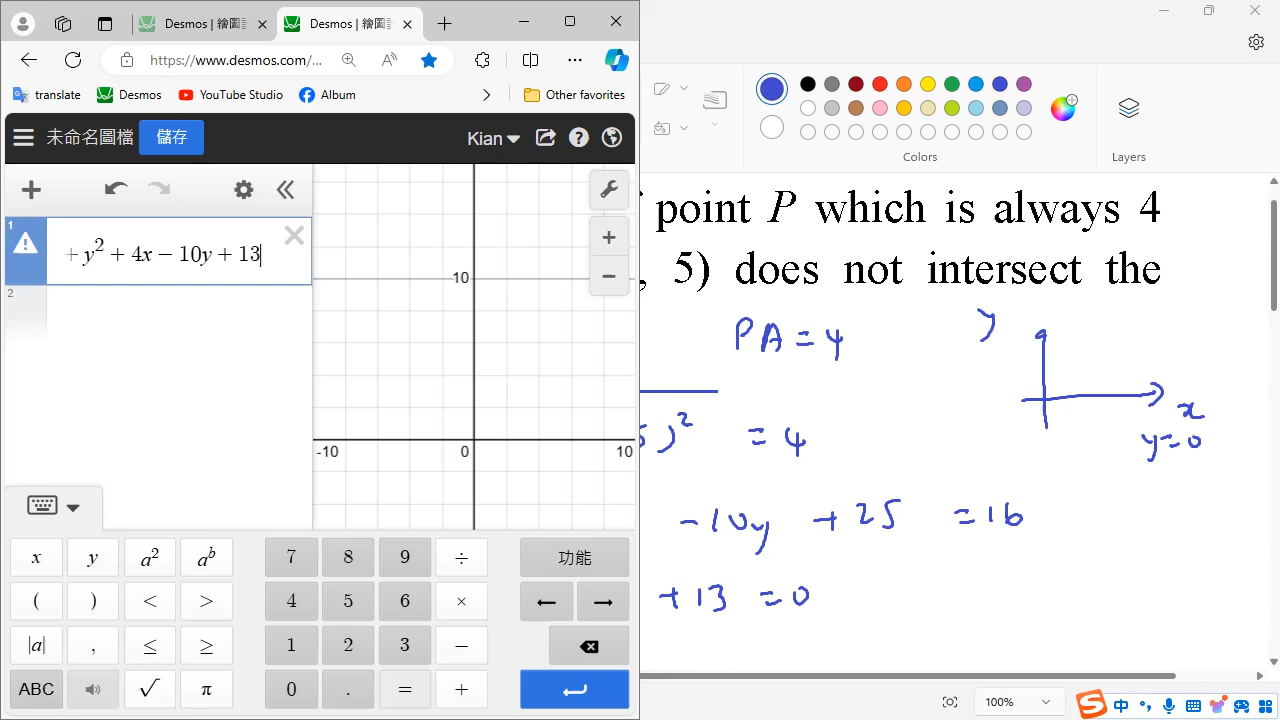 Desmos | 繪圖
Desmos | 繪圖
https://www.desmos.com/...
translate
Desmos
YouTube Studio
Album
Other favorites
未命名圖檔
儲存
Kian
1
+ y² + 4x − 10y + 13
2
10
-10
0
10
x y a² aᵇ 7 8 9 ÷ 功能
( ) < > 4 5 6 ×
|a| , ≤ ≥ 1 2 3 −
ABC √ π 0 . = +
Colors
Layers
point P which is always 4
, 5) does not intersect the
PA = 4
y
x
y=0
)² = 4
-10y + 25 = 16
+ 13 = 0
100%
S中